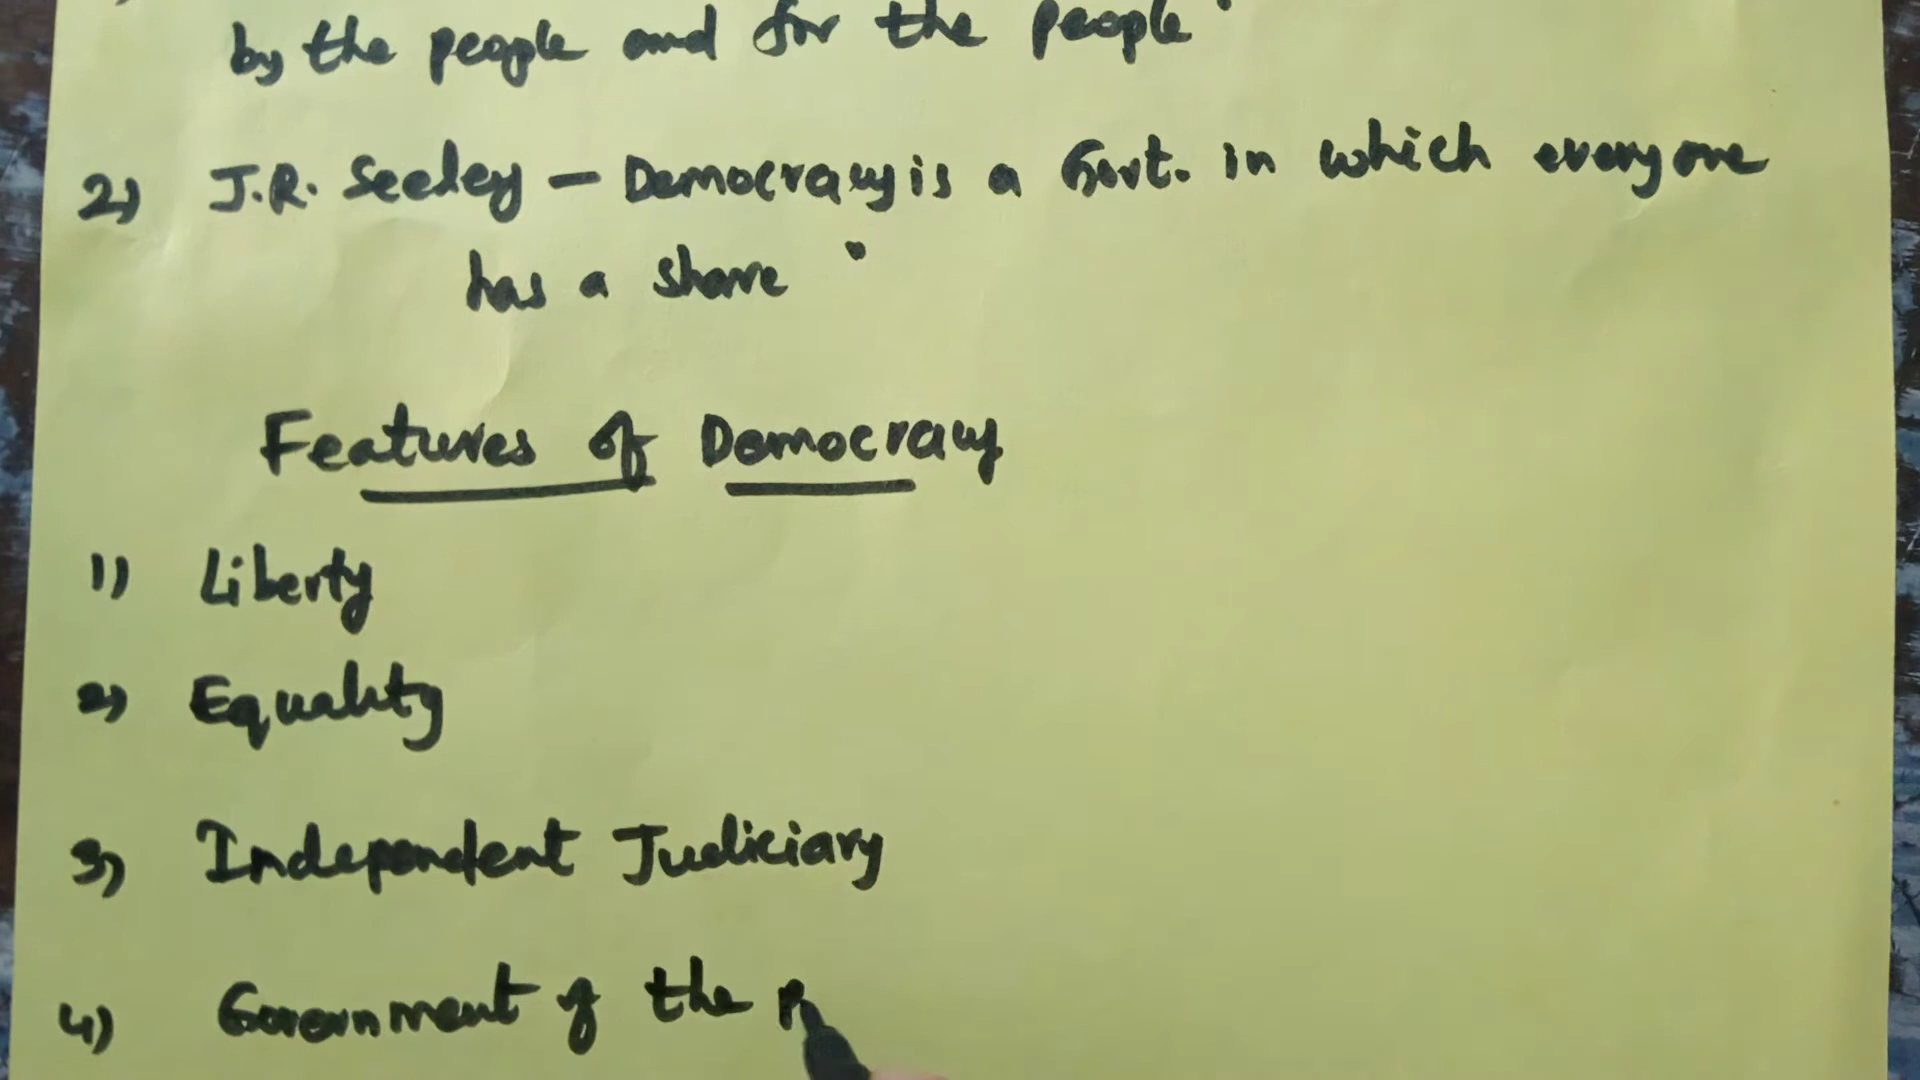 by the people and for the people"
2) J.R. Seeley - Democracy is a Govt. in which everyone
has a share "
Features of Democracy
1) Liberty
2) Equality
3) Independent Judiciary
4) Government of the p